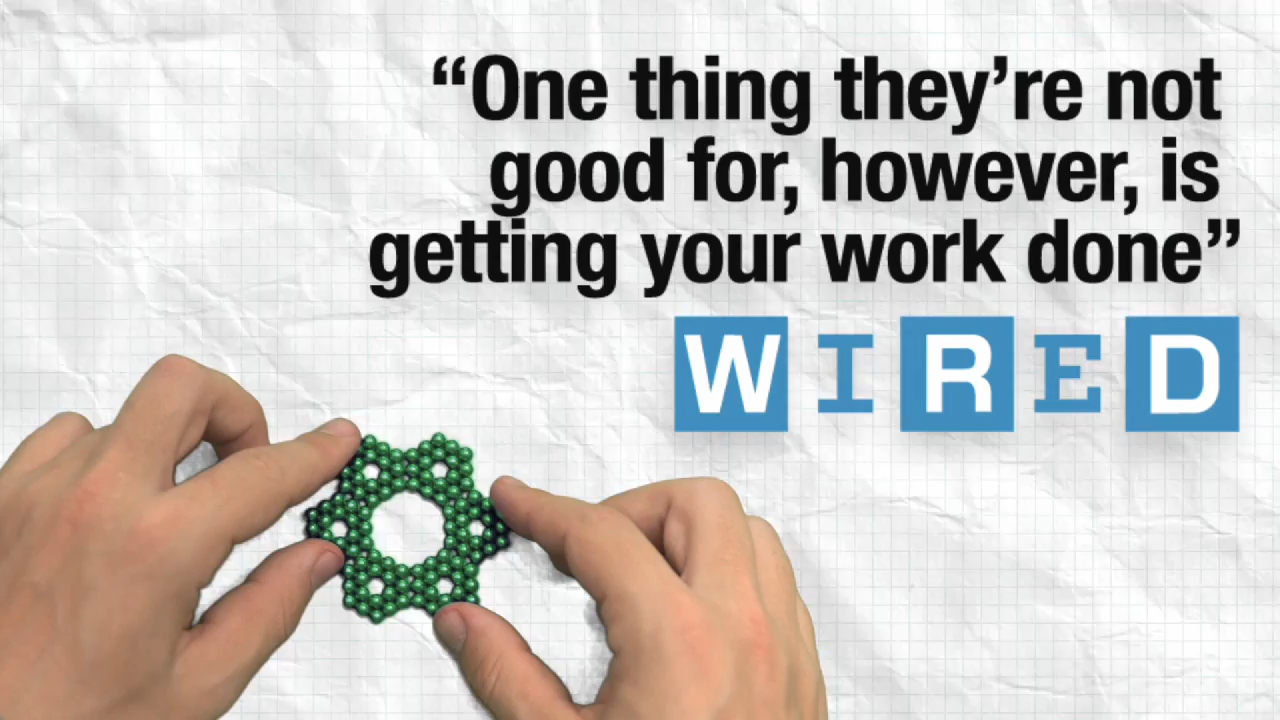 “One thing they’re not
good for, however, is
getting your work done”
WIRED